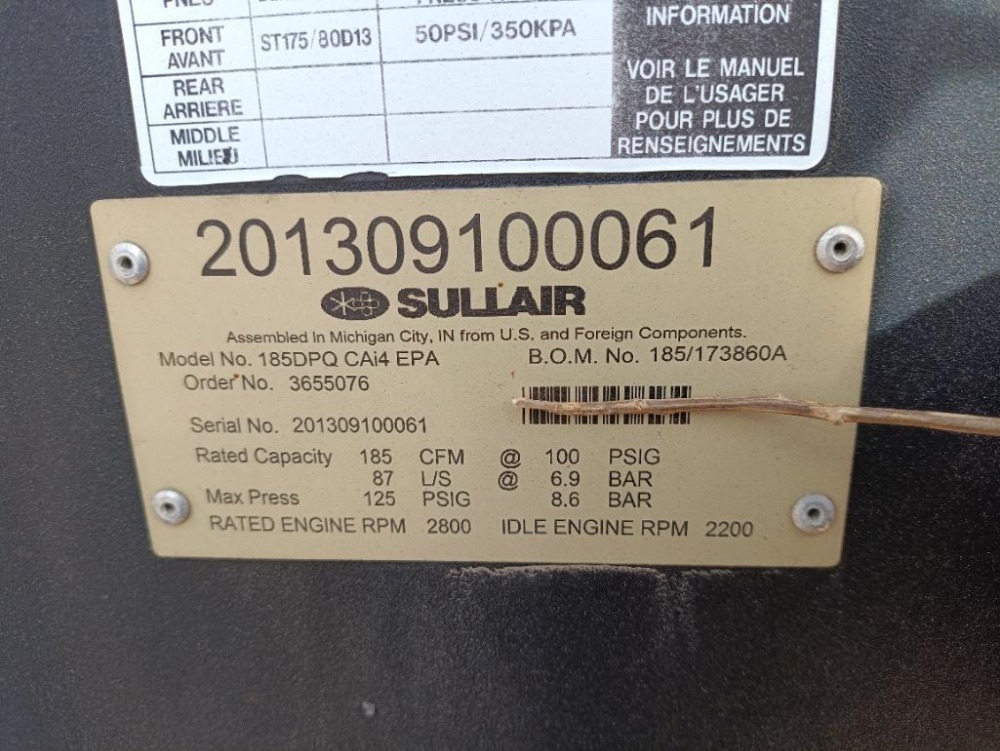 INFORMATION
FRONT ST175/80D13 50PSI/350KPA
AVANT
REAR
ARRIERE
MIDDLE
MILIEU
VOIR LE MANUEL
DE L'USAGER
POUR PLUS DE
RENSEIGNEMENTS
201309100061
SULLAIR
Assembled In Michigan City, IN from U.S. and Foreign Components.
Model No. 185DPQ CAi4 EPA B.O.M. No. 185/173860A
Order No. 3655076
Serial No. 201309100061
Rated Capacity 185 CFM @ 100 PSIG
87 L/S @ 6.9 BAR
Max Press 125 PSIG 8.6 BAR
RATED ENGINE RPM 2800 IDLE ENGINE RPM 2200